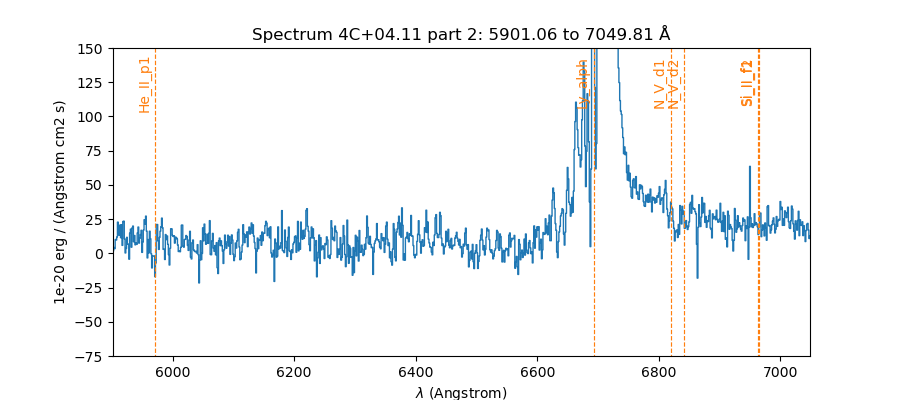 Spectrum 4C+04.11 part 2: 5901.06 to 7049.81 Å
1e-20 erg / (Angstrom cm2 s)
150
125
100
75
50
25
0
−25
−50
−75
He_II_p1
Ly_alph
N_V_d1
N_V_d2
6000
6200
6400
6600
6800
7000
λ (Angstrom)